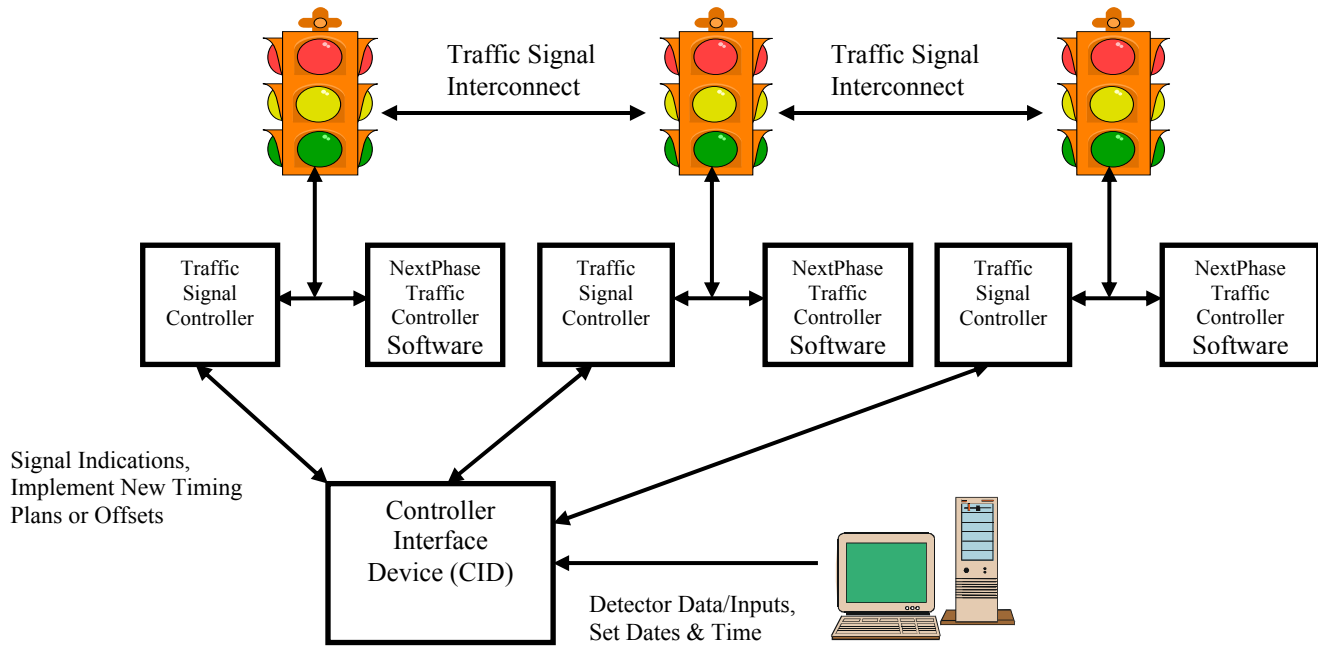 Traffic Signal
Interconnect
Traffic Signal
Interconnect
Traffic
Signal
Controller
NextPhase
Traffic
Controller
Software
Traffic
Signal
Controller
NextPhase
Traffic
Controller
Software
Traffic
Signal
Controller
NextPhase
Traffic
Controller
Software
Signal Indications,
Implement New Timing
Plans or Offsets
Controller
Interface
Device (CID)
Detector Data/Inputs,
Set Dates & Time